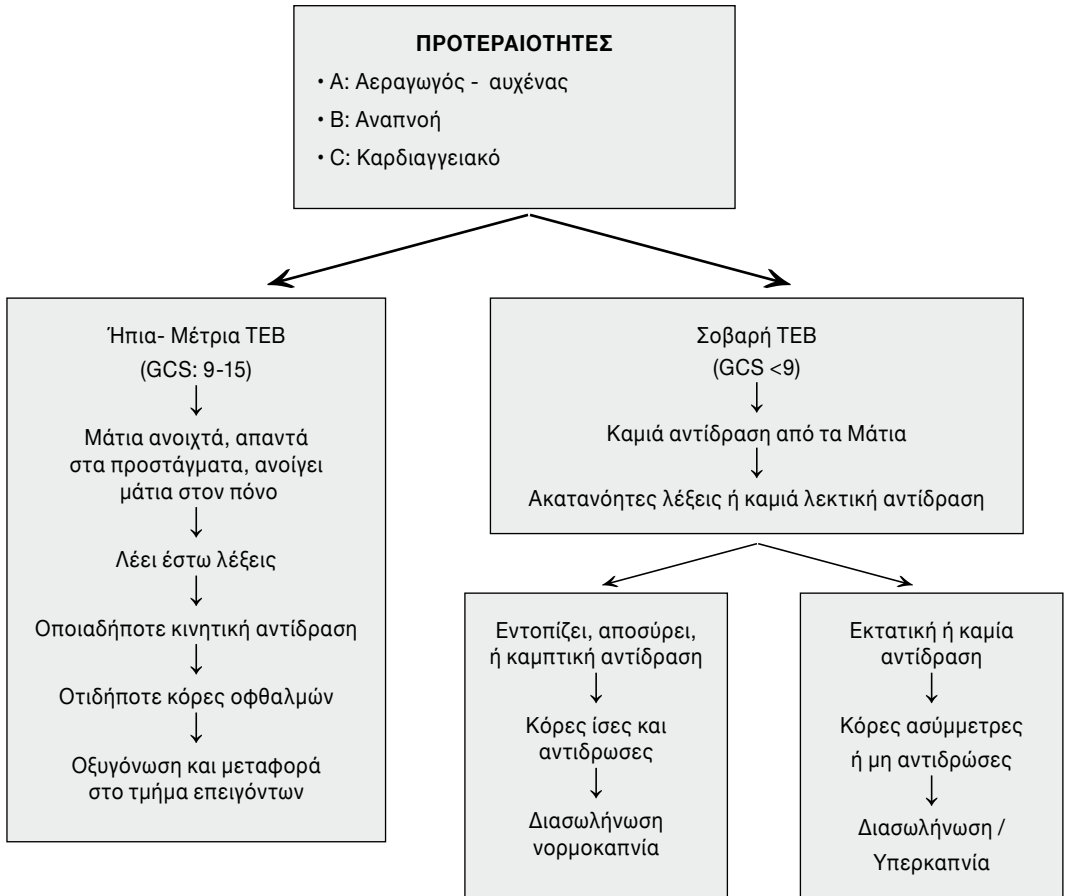 ΠΡΟΤΕΡΑΙΟΤΗΤΕΣ
• A: Αεραγωγός - αυχένας
• B: Αναπνοή
• C: Καρδιαγγειακό
Ήπια- Μέτρια ΤΕΒ
(GCS: 9-15)
↓
Μάτια ανοιχτά, απαντά
στα προστάγματα, ανοίγει
μάτια στον πόνο
↓
Λέει έστω λέξεις
↓
Οποιαδήποτε κινητική αντίδραση
↓
Οτιδήποτε κόρες οφθαλμών
↓
Οξυγόνωση και μεταφορά
στο τμήμα επειγόντων
Σοβαρή ΤΕΒ
(GCS <9)
↓
Καμιά αντίδραση από τα Μάτια
↓
Ακατανόητες λέξεις ή καμιά λεκτική αντίδραση
Εντοπίζει, αποσύρει,
ή καμπτική αντίδραση
↓
Κόρες ίσες και
αντιδρωσες
↓
Διασωλήνωση
νορμοκαπνία
Εκτατική ή καμία
αντίδραση
↓
Κόρες ασύμμετρες
ή μη αντιδρώσες
↓
Διασωλήνωση /
Υπερκαπνία